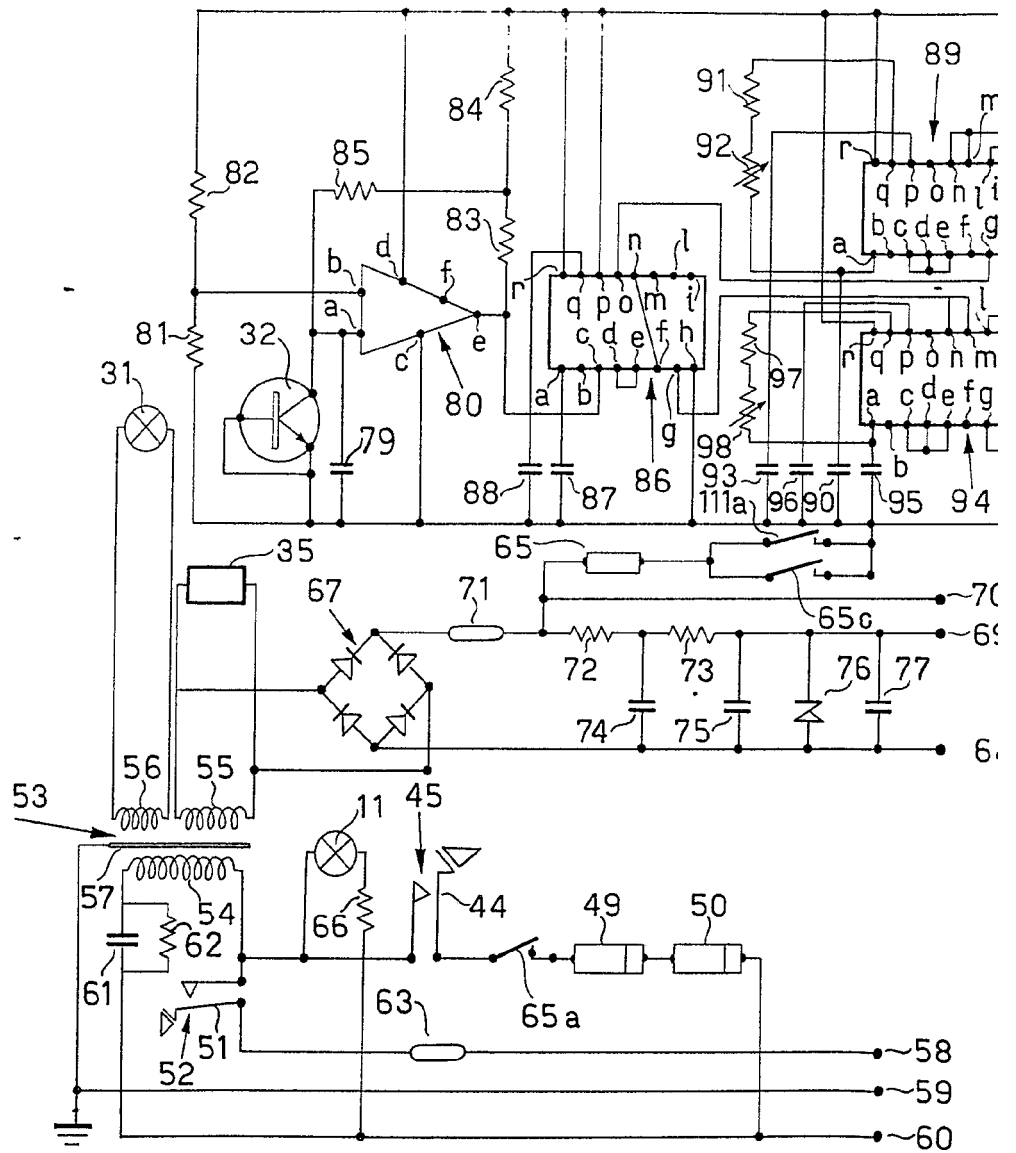 89
91
84
m
92
r
q p o n l i
85
82
83
b c d e f g
a
d
n l
b
f
r
q p o m i
a
l
e
c d e f h
r
q p o n m
81
c
a b
97
32
80
g
a c d e f g
31
98
b
79
88
87
86
93
96
90
95
94
111a
65
35
67
71
65c
70
69
72
73
76
77
74
75
56
55
53
45
11
57
54
66
44
49
50
62
61
65a
51
63
52
58
59
60